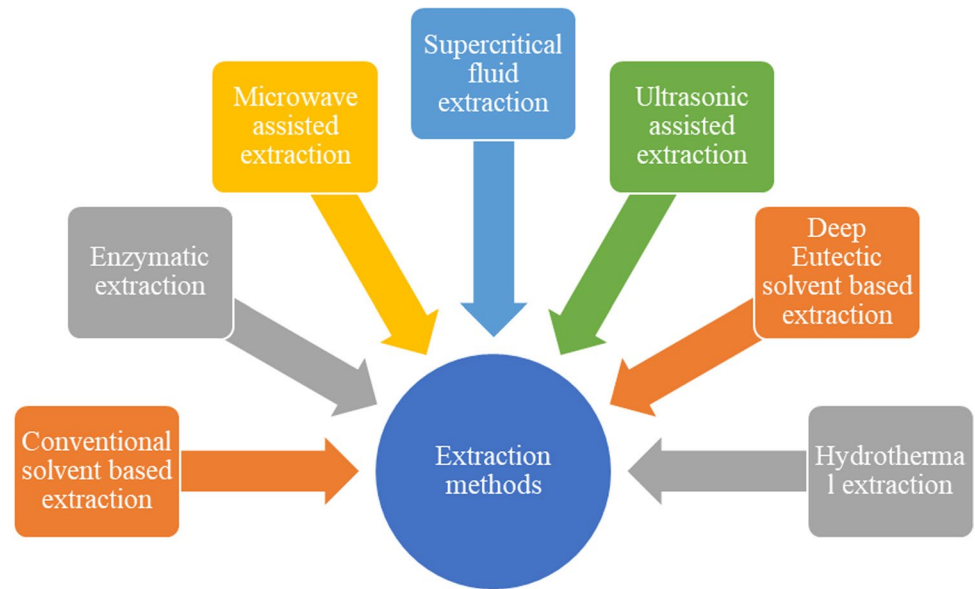 Supercritical
fluid
extraction
Microwave
assisted
extraction
Ultrasonic
assisted
extraction
Enzymatic
extraction
Deep
Eutectic
solvent based
extraction
Conventional
solvent based
extraction
Extraction
methods
Hydrotherma
l extraction